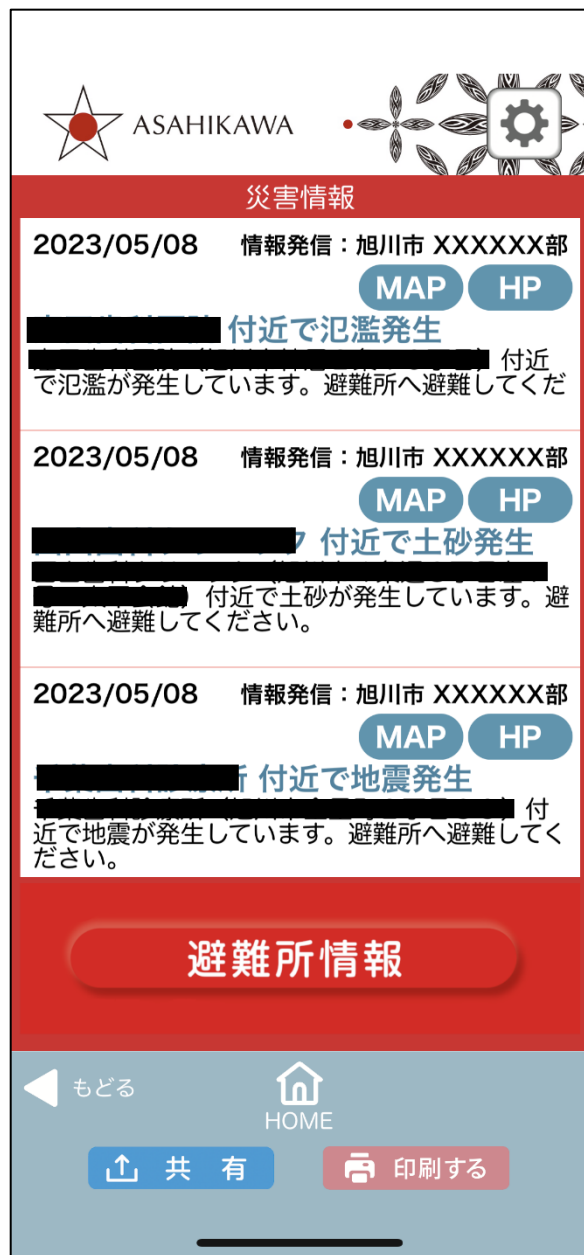 ASAHIKAWA
災害情報
2023/05/08 情報発信：旭川市 XXXXXX部
MAP HP
付近で氾濫発生
付近
で氾濫が発生しています。避難所へ避難してくだ
2023/05/08 情報発信：旭川市 XXXXXX部
MAP HP
付近で土砂発生
付近で土砂が発生しています。避
難所へ避難してください。
2023/05/08 情報発信：旭川市 XXXXXX部
MAP HP
付近で地震発生
付
近で地震が発生しています。避難所へ避難してく
ださい。
避難所情報
もどる
HOME
共 有
印刷する